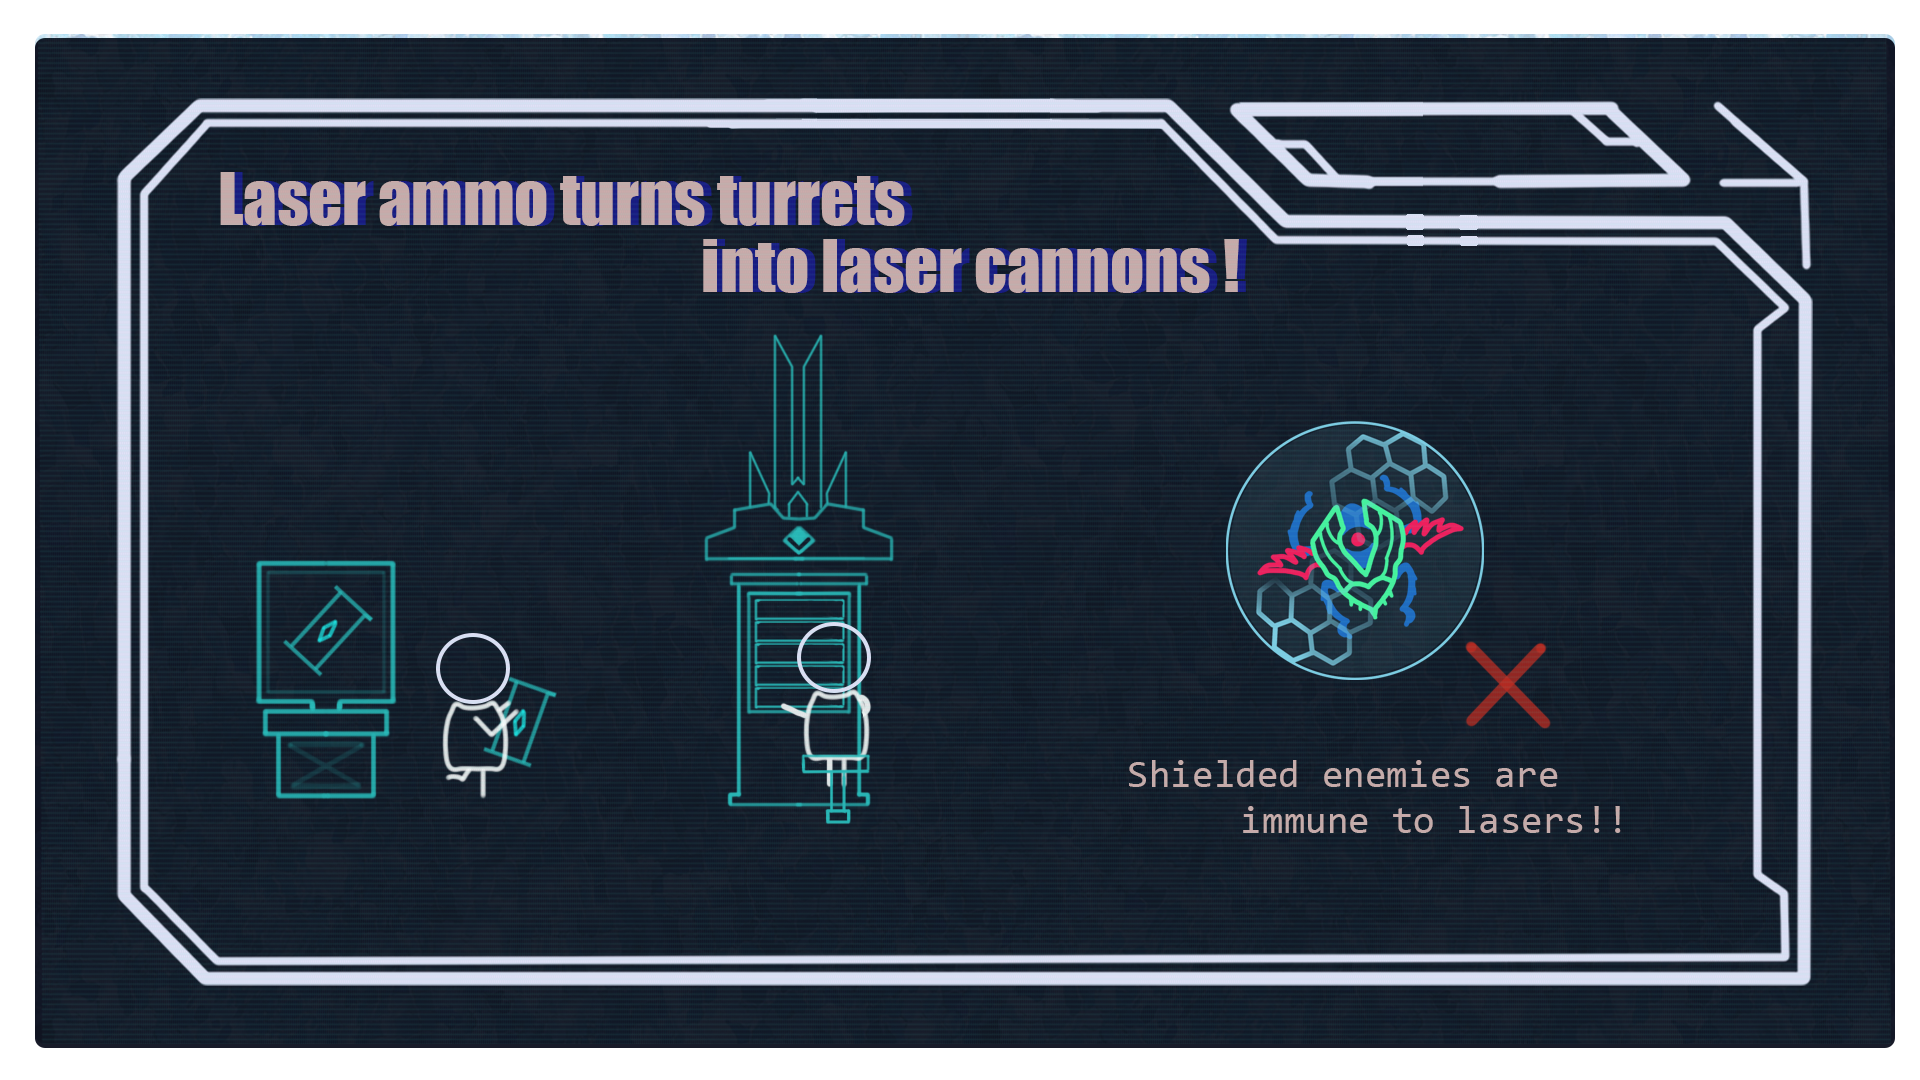 Laser ammo turns turrets
into laser cannons !
Shielded enemies are
immune to lasers!!